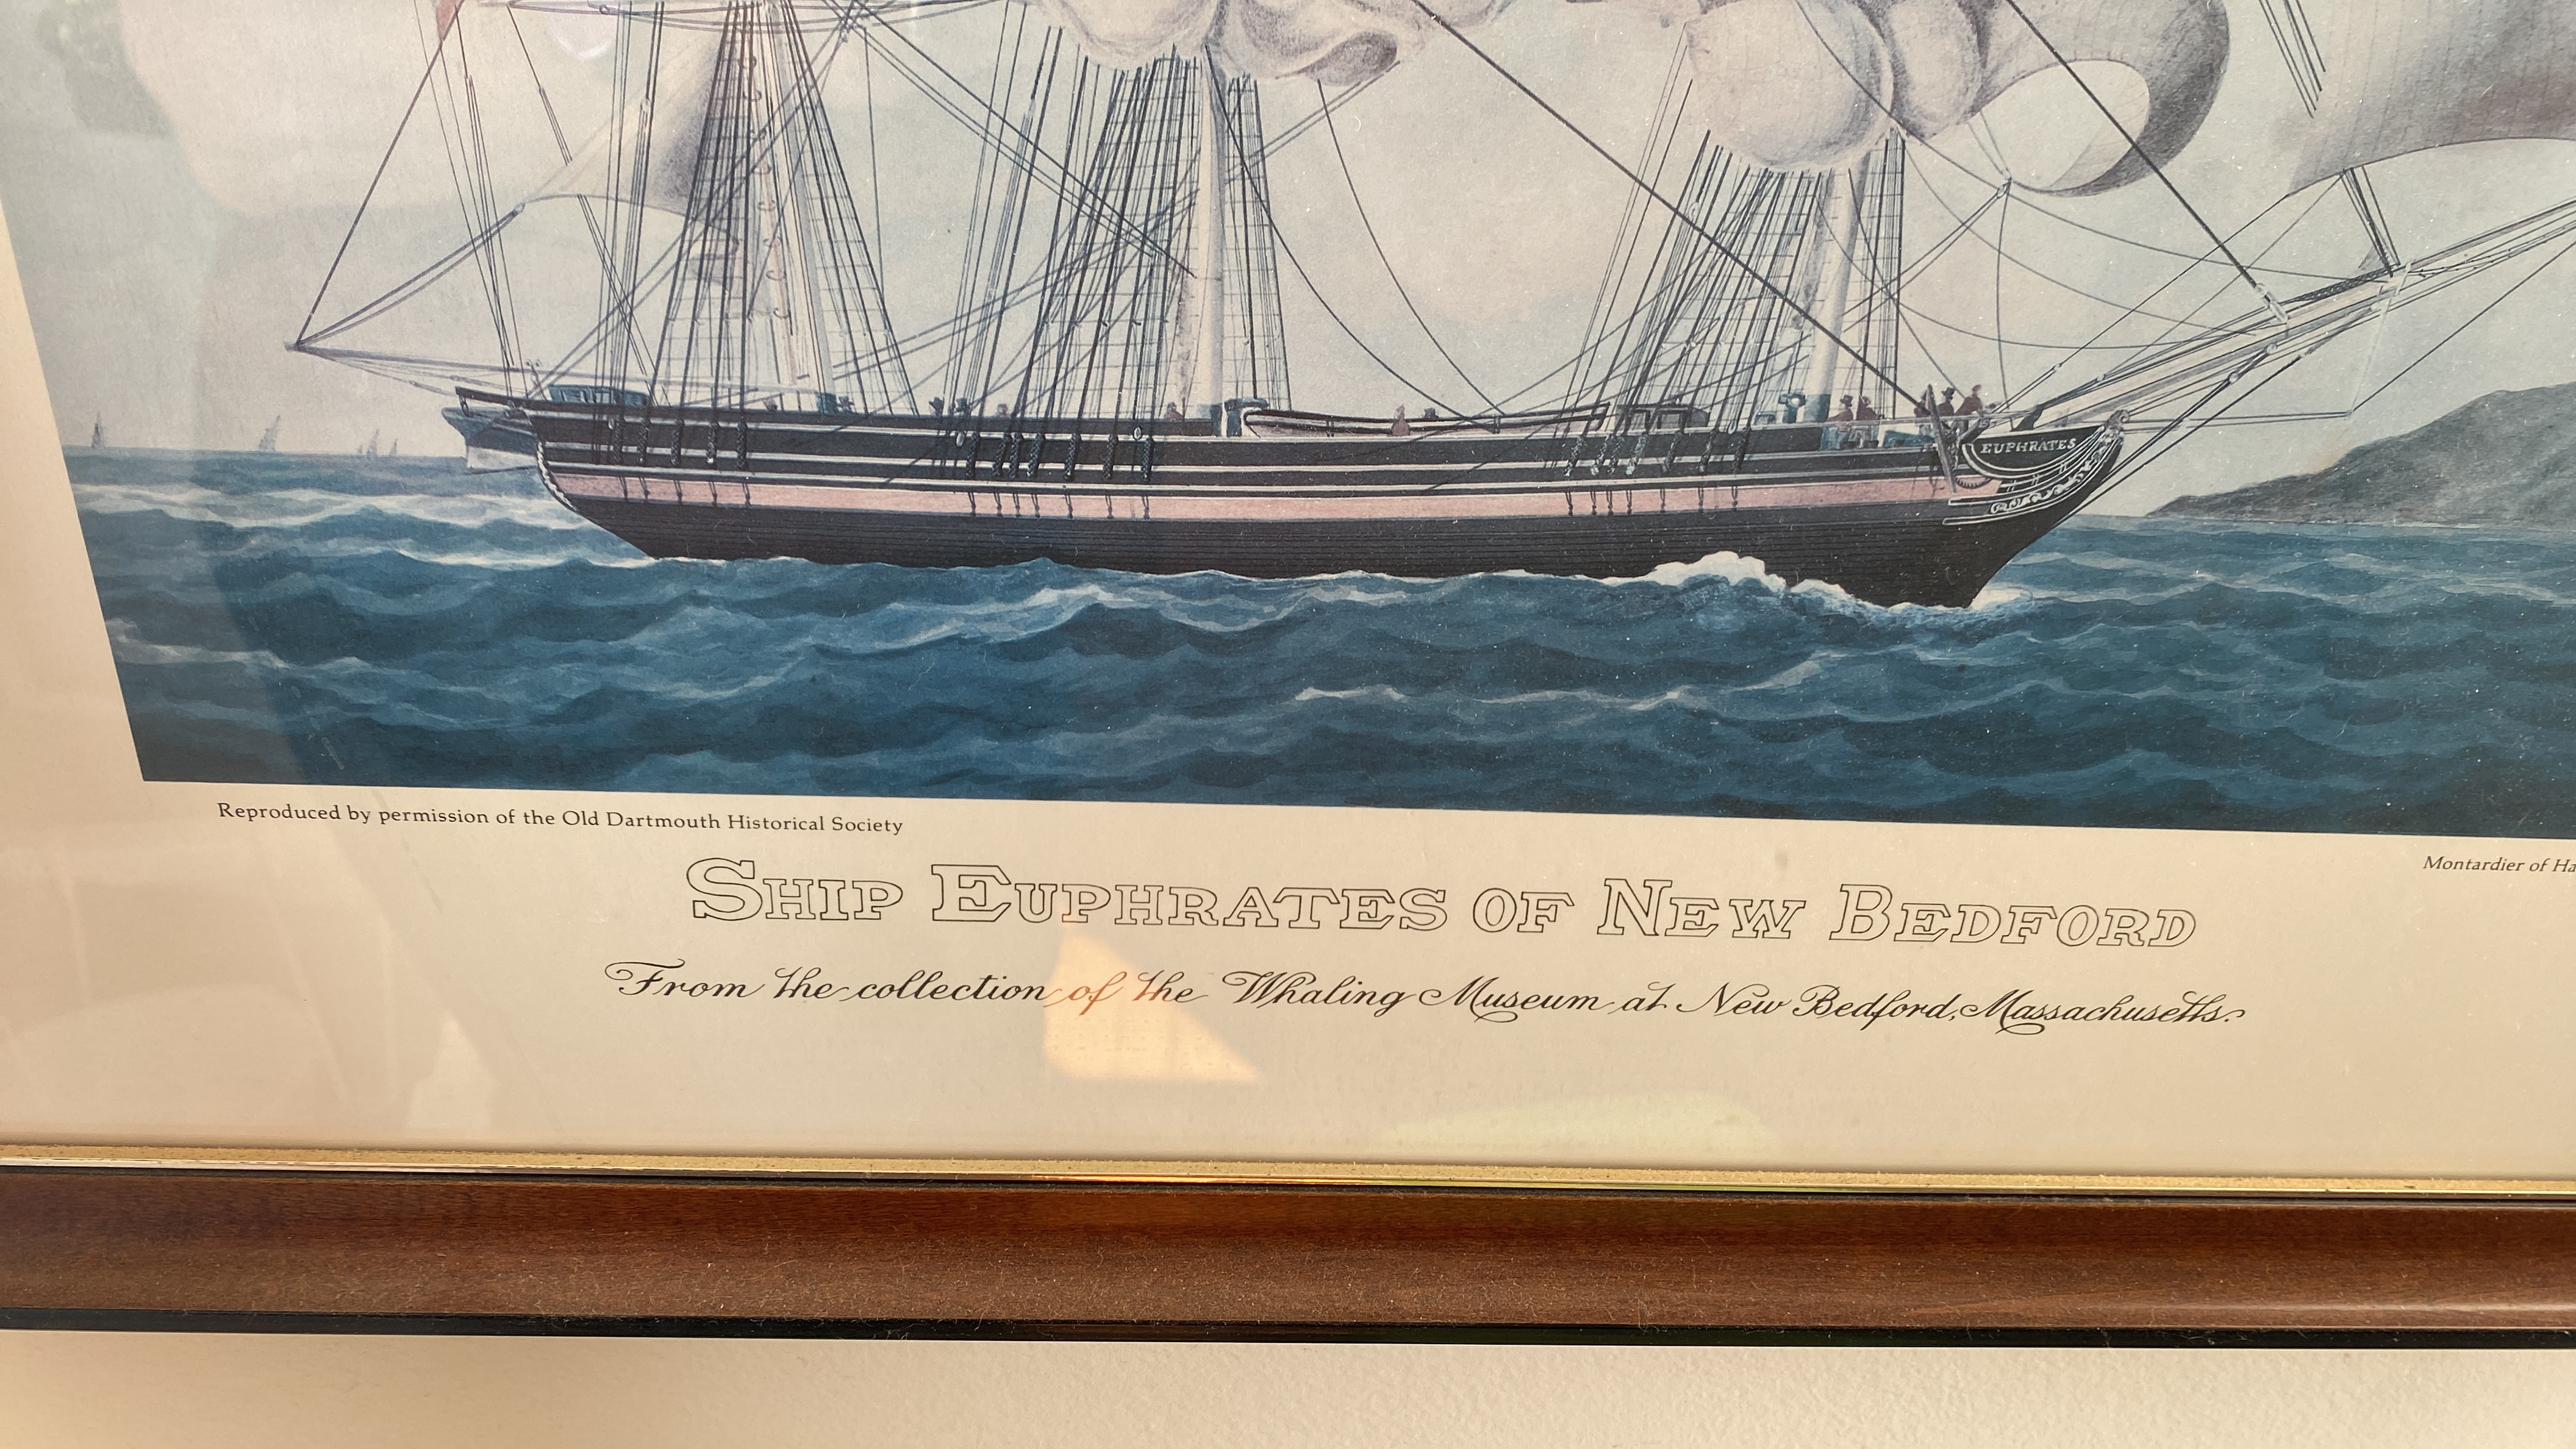 EUPHRATES
Reproduced by permission of the Old Dartmouth Historical Society
Montardier of
SHIP EUPHRATES OF NEW BEDFORD
From the collection of the Whaling Museum at New Bedford, Massachusetts.